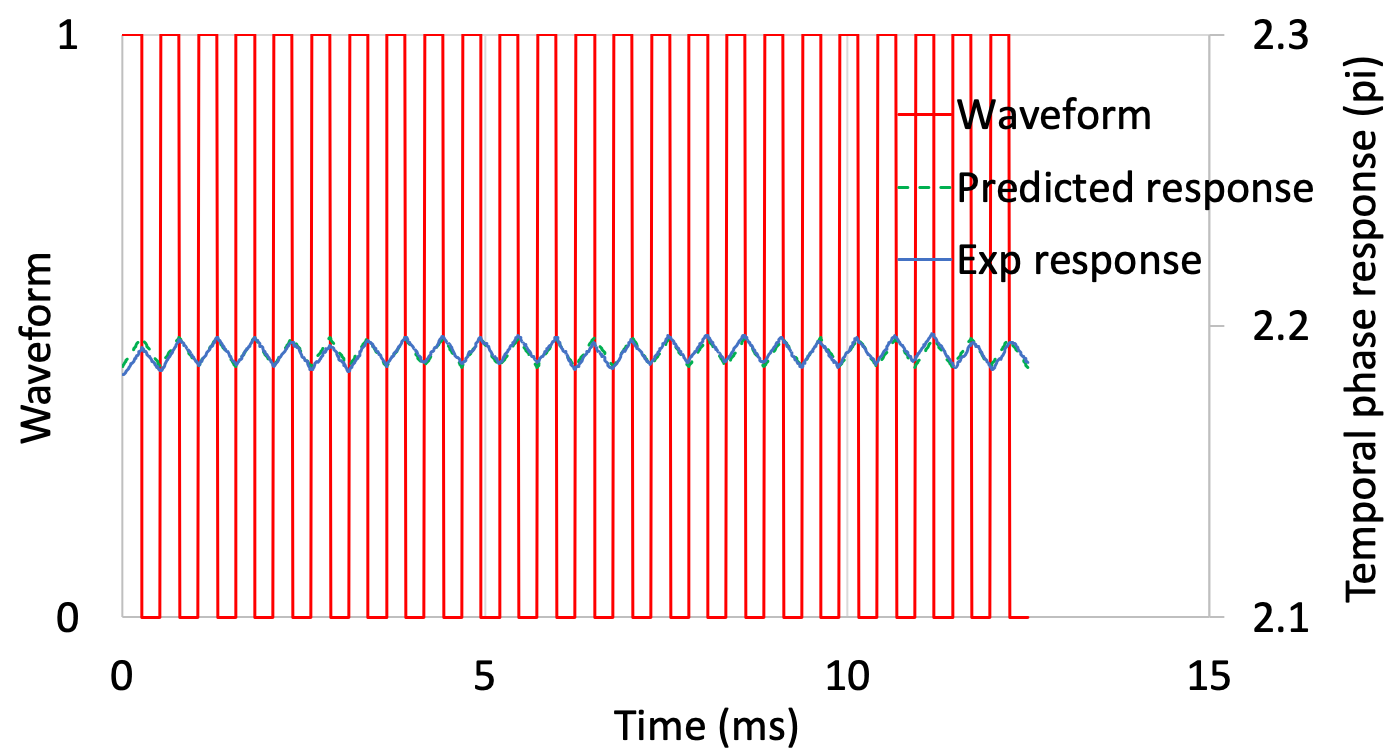 1
0
Waveform
0
5
10
15
Time (ms)
2.3
2.2
2.1
Temporal phase response (pi)
Waveform
Predicted response
Exp response